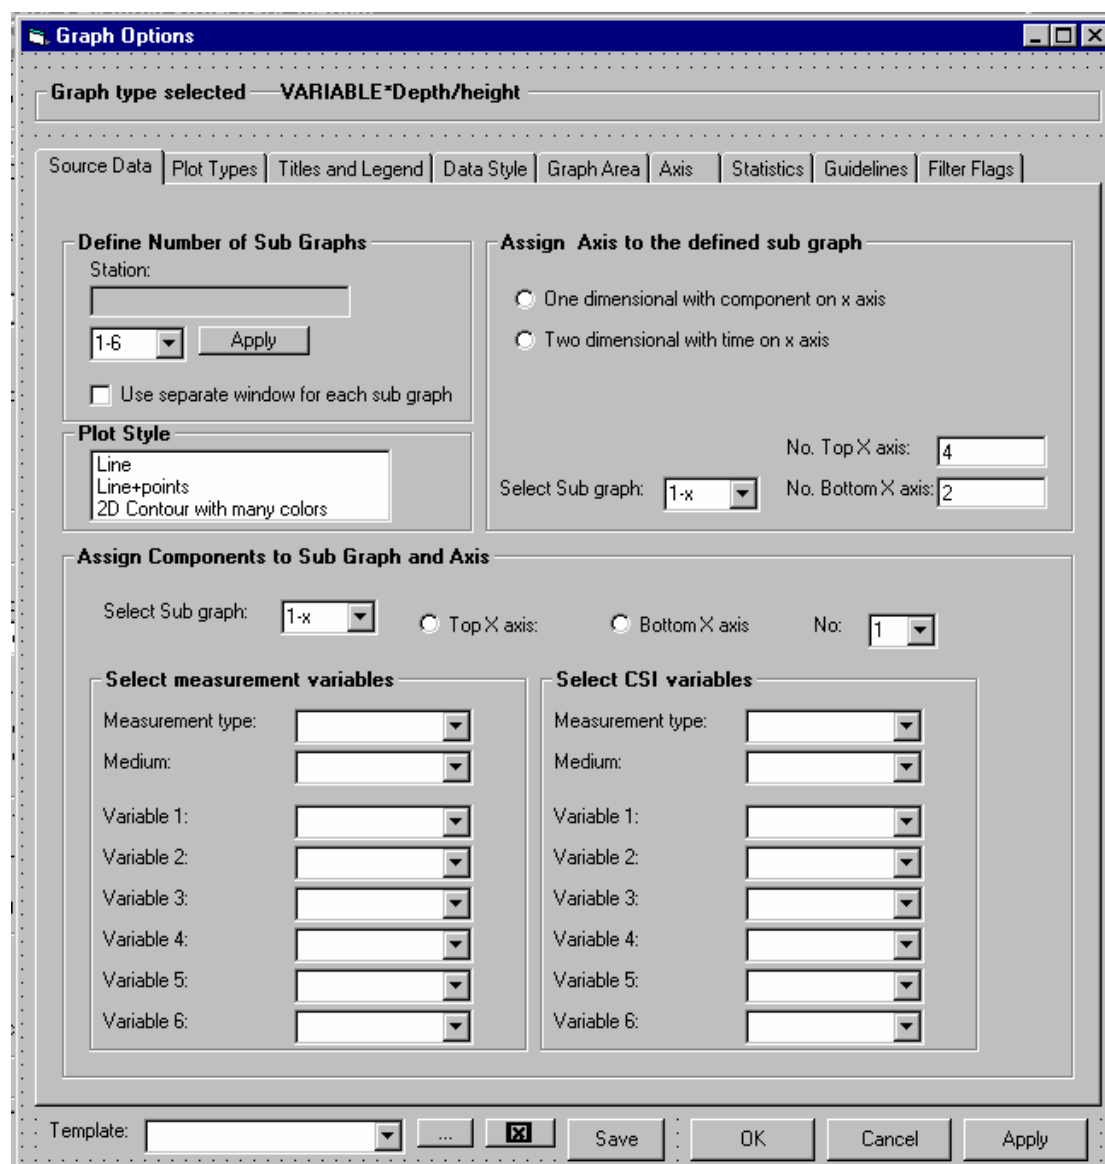 Graph Options
Graph type selected VARIABLE*Depth/height
Source Data Plot Types Titles and Legend Data Style Graph Area Axis Statistics Guidelines Filter Flags
Define Number of Sub Graphs
Station:
1-6 Apply
Use separate window for each sub graph
Plot Style
Line
Line+points
2D Contour with many colors
Assign Axis to the defined sub graph
One dimensional with component on x axis
Two dimensional with time on x axis
No. Top X axis: 4
Select Sub graph: 1-x No. Bottom X axis: 2
Assign Components to Sub Graph and Axis
Select Sub graph: 1-x Top X axis: Bottom X axis No: 1
Select measurement variables
Measurement type:
Medium:
Variable 1:
Variable 2:
Variable 3:
Variable 4:
Variable 5:
Variable 6:
Select CSI variables
Measurement type:
Medium:
Variable 1:
Variable 2:
Variable 3:
Variable 4:
Variable 5:
Variable 6:
Template: ... Save OK Cancel Apply